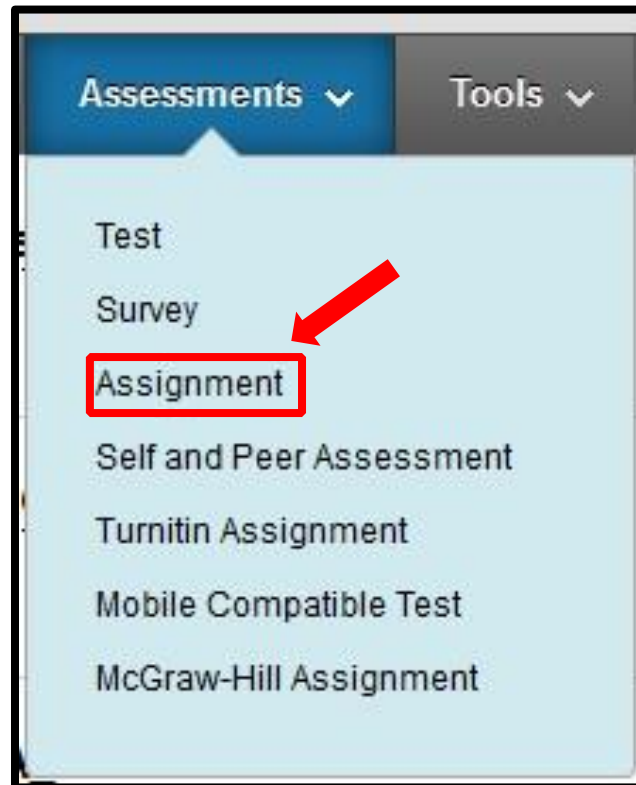 Assessments Tools
Test
Survey
Assignment
Self and Peer Assessment
Turnitin Assignment
Mobile Compatible Test
McGraw-Hill Assignment